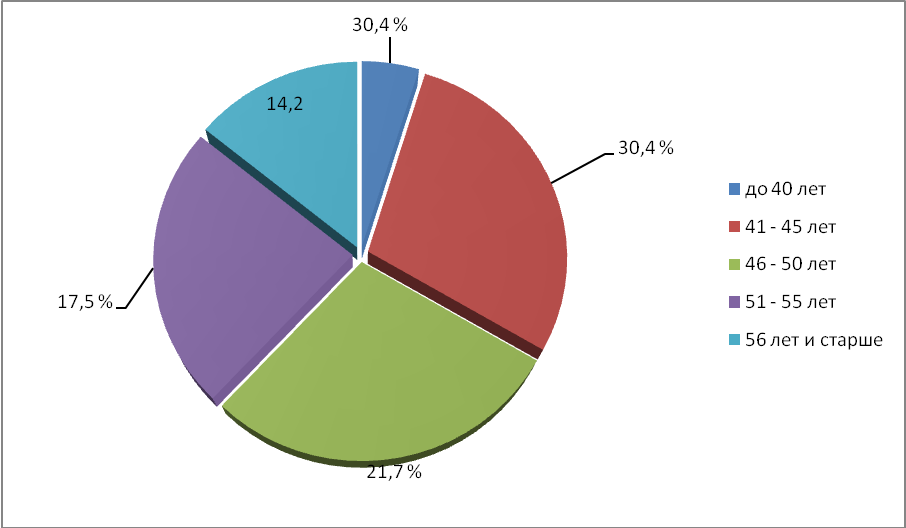 30,4 %
14,2
30,4 %
17,5 %
21,7 %
до 40 лет
41 - 45 лет
46 - 50 лет
51 - 55 лет
56 лет и старше